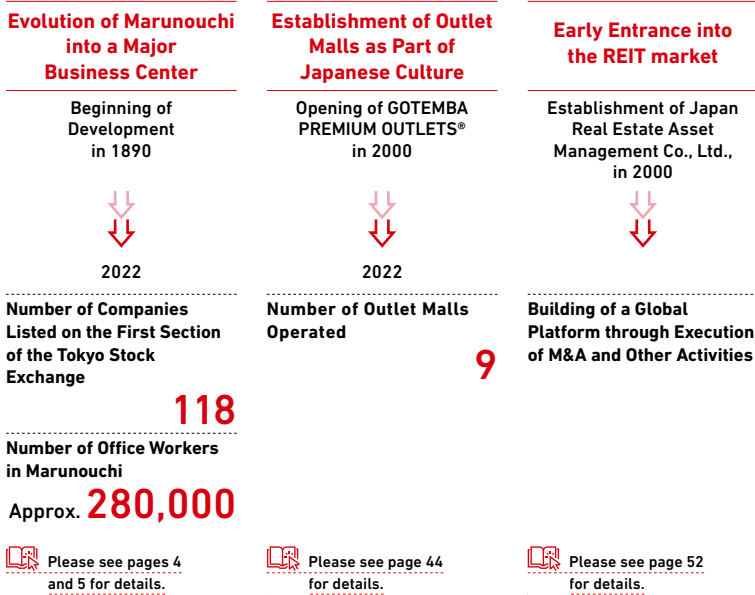 Evolution of Marunouchi
into a Major
Business Center
Beginning of
Development
in 1890
2022
Number of Companies
Listed on the First Section
of the Tokyo Stock
Exchange
118
Number of Office Workers
in Marunouchi
Approx. 280,000
Please see pages 4
and 5 for details.
Establishment of Outlet
Malls as Part of
Japanese Culture
Opening of GOTEMBA
PREMIUM OUTLETS®
in 2000
2022
Number of Outlet Malls
Operated
9
Please see page 44
for details.
Early Entrance into
the REIT market
Establishment of Japan
Real Estate Asset
Management Co., Ltd.,
in 2000
Building of a Global
Platform through Execution
of M&A and Other Activities
Please see page 52
for details.